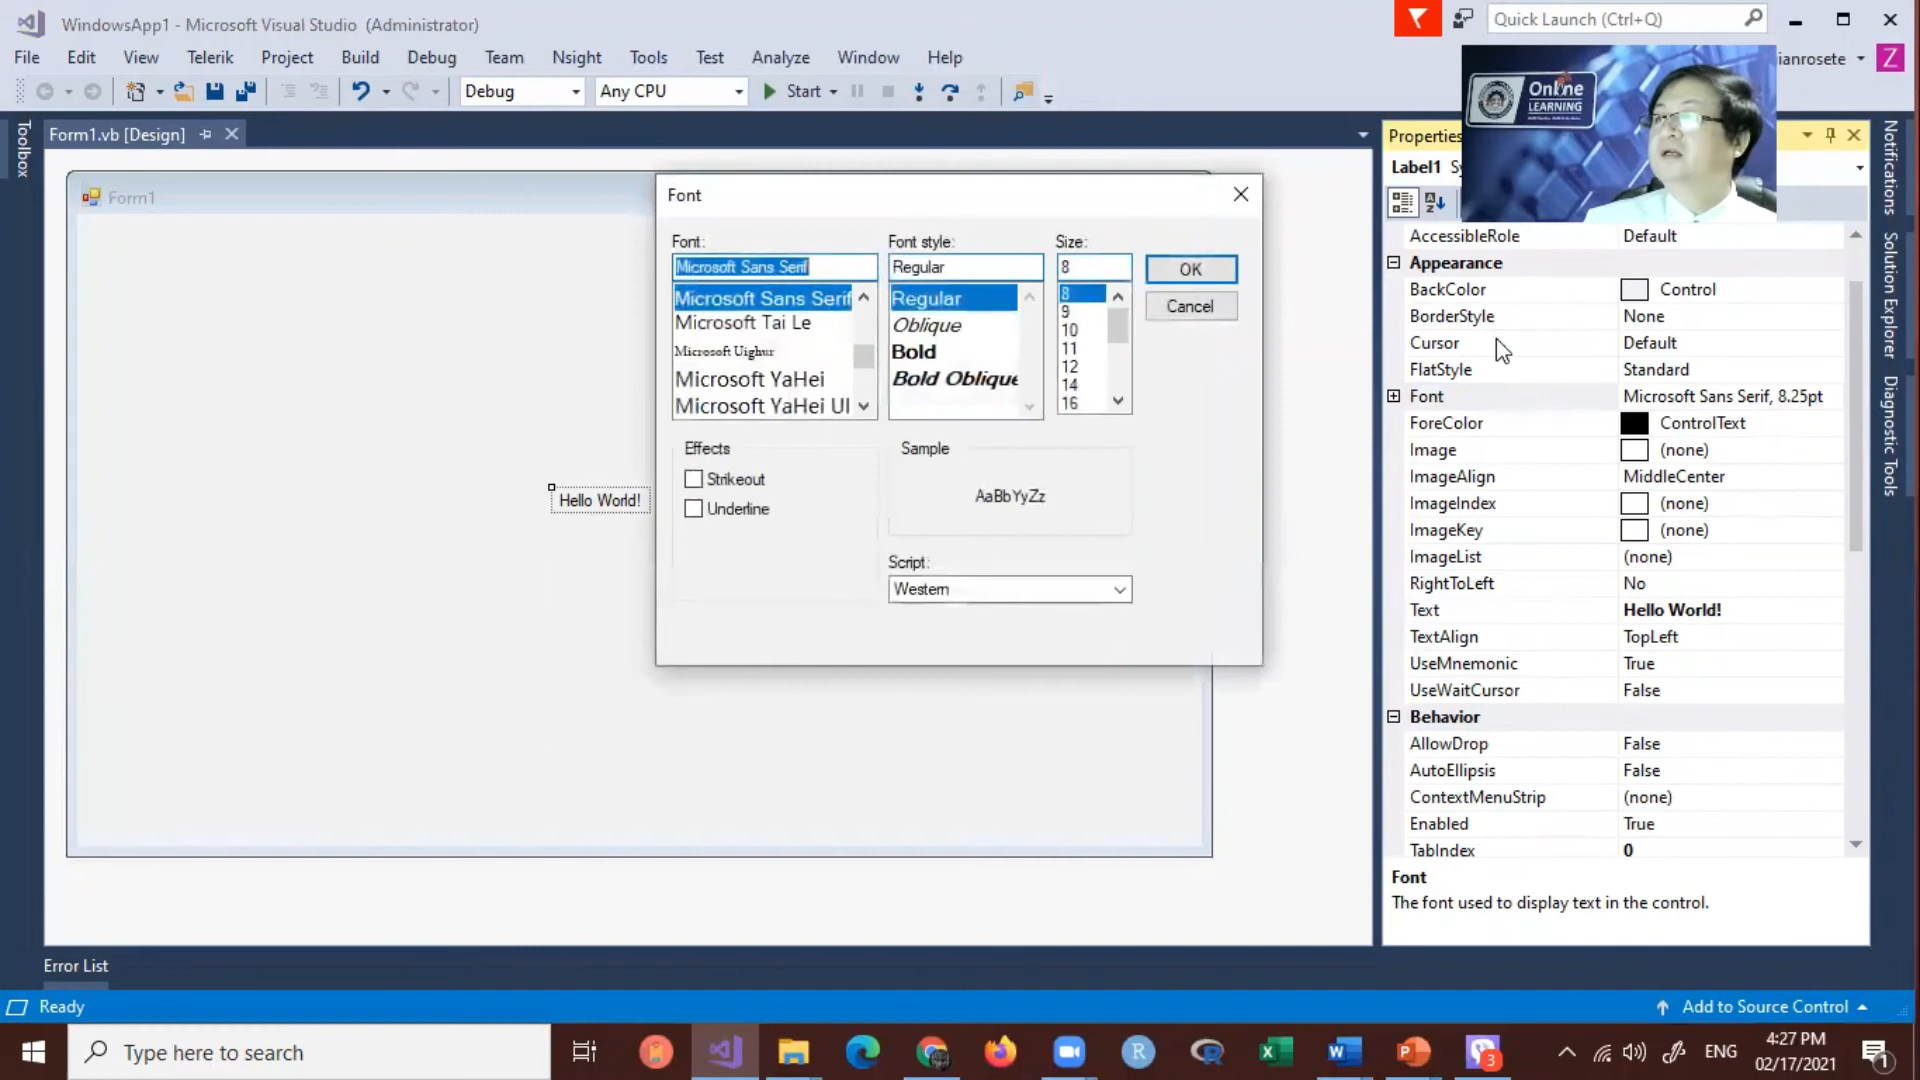 WindowsApp1 - Microsoft Visual Studio (Administrator)
Quick Launch (Ctrl+Q)
File Edit View Telerik Project Build Debug Team Nsight Tools Test Analyze Window Help
ianrosete
Z
Debug
Any CPU
Start
Online
LEARNING
Toolbox
Form1.vb [Design]
Properties
Label1 Sy
Form1
Font
Font:
Font style:
Size:
Microsoft Sans Serif
Regular
8
OK
Cancel
Microsoft Sans Serif
Microsoft Tai Le
Microsoft Uighur
Microsoft YaHei
Microsoft YaHei UI
Regular
Oblique
Bold
Bold Oblique
8
9
10
11
12
14
16
Effects
Strikeout
Underline
Sample
AaBbYyZz
Script:
Western
Hello World!
AccessibleRole Default
Appearance
BackColor Control
BorderStyle None
Cursor Default
FlatStyle Standard
Font Microsoft Sans Serif, 8.25pt
ForeColor ControlText
Image (none)
ImageAlign MiddleCenter
ImageIndex (none)
ImageKey (none)
ImageList (none)
RightToLeft No
Text Hello World!
TextAlign TopLeft
UseMnemonic True
UseWaitCursor False
Behavior
AllowDrop False
AutoEllipsis False
ContextMenuStrip (none)
Enabled True
TabIndex 0
Font
The font used to display text in the control.
Notifications
Solution Explorer
Diagnostic Tools
Error List
Ready
Add to Source Control
Type here to search
3
ENG
4:27 PM
02/17/2021
1